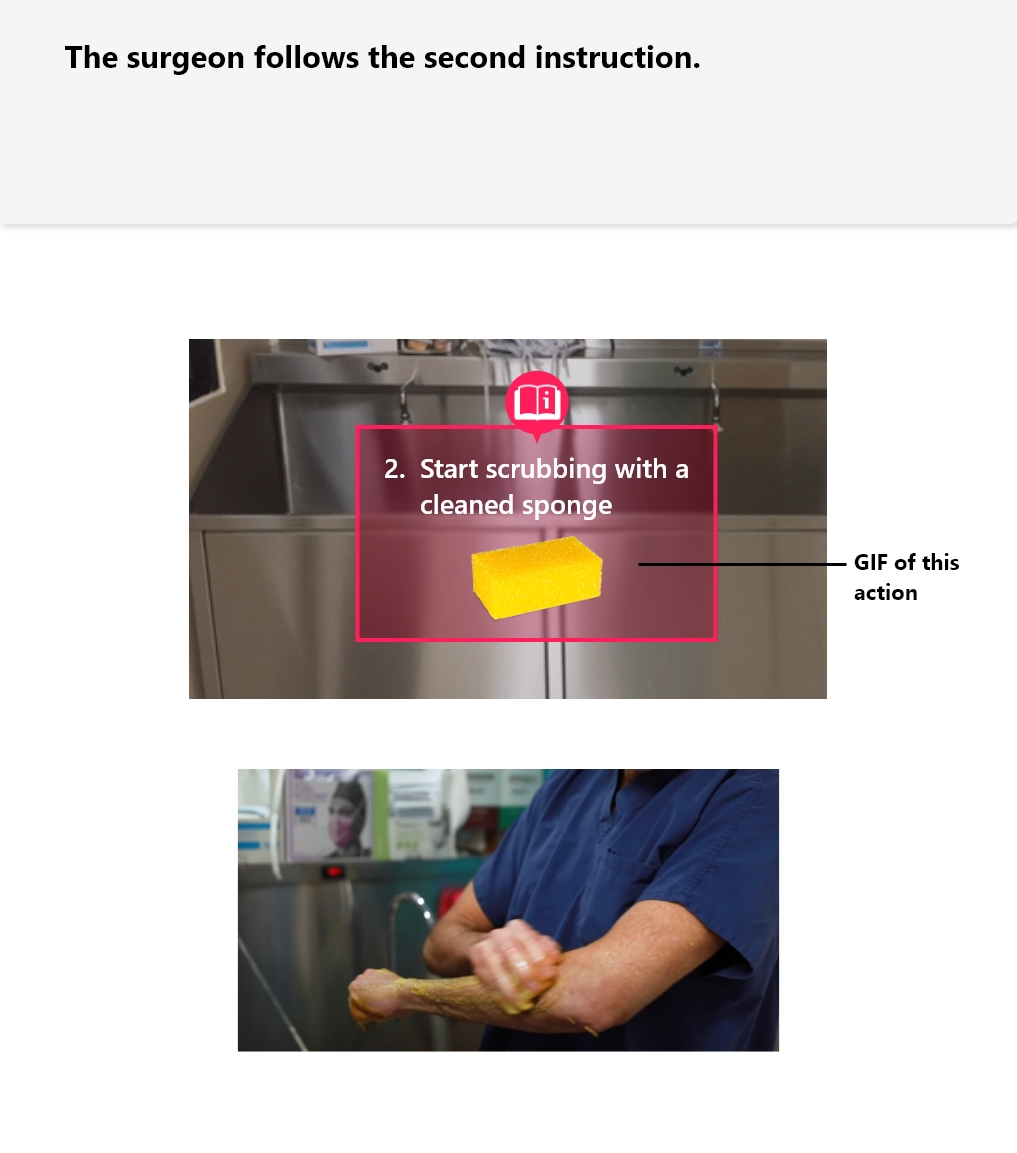 The surgeon follows the second instruction.
2. Start scrubbing with a
cleaned sponge
GIF of this
action